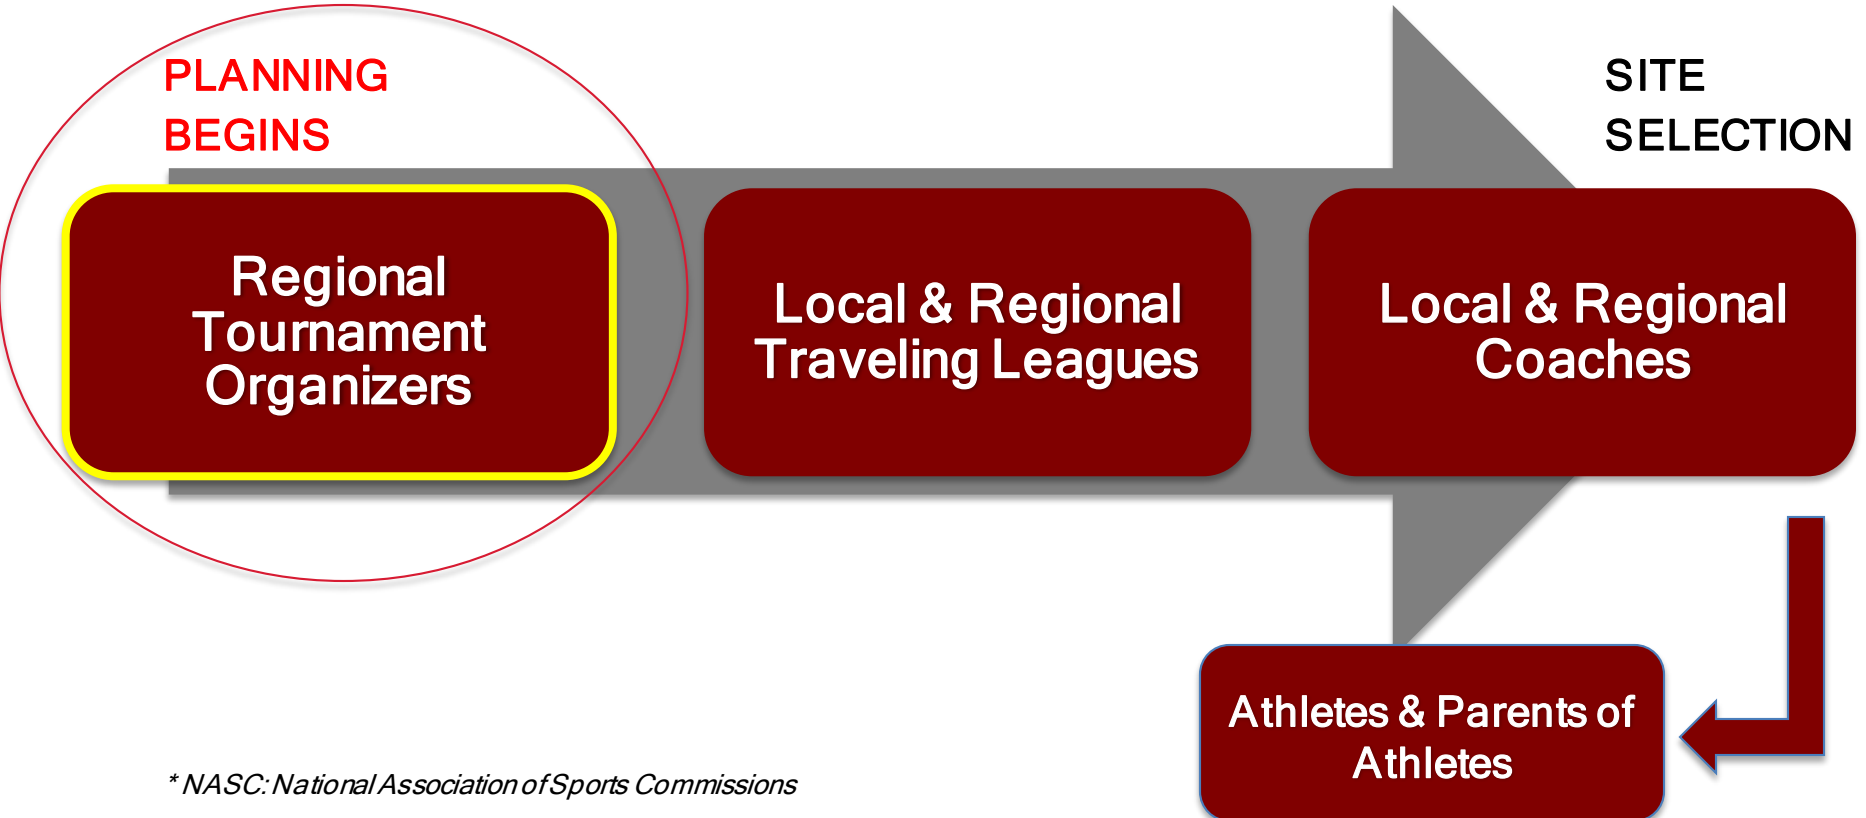 PLANNING
BEGINS
SITE
SELECTION
Regional
Tournament
Organizers
Local & Regional
Traveling Leagues
Local & Regional
Coaches
Athletes & Parents of
Athletes
* NASC: National Association of Sports Commissions